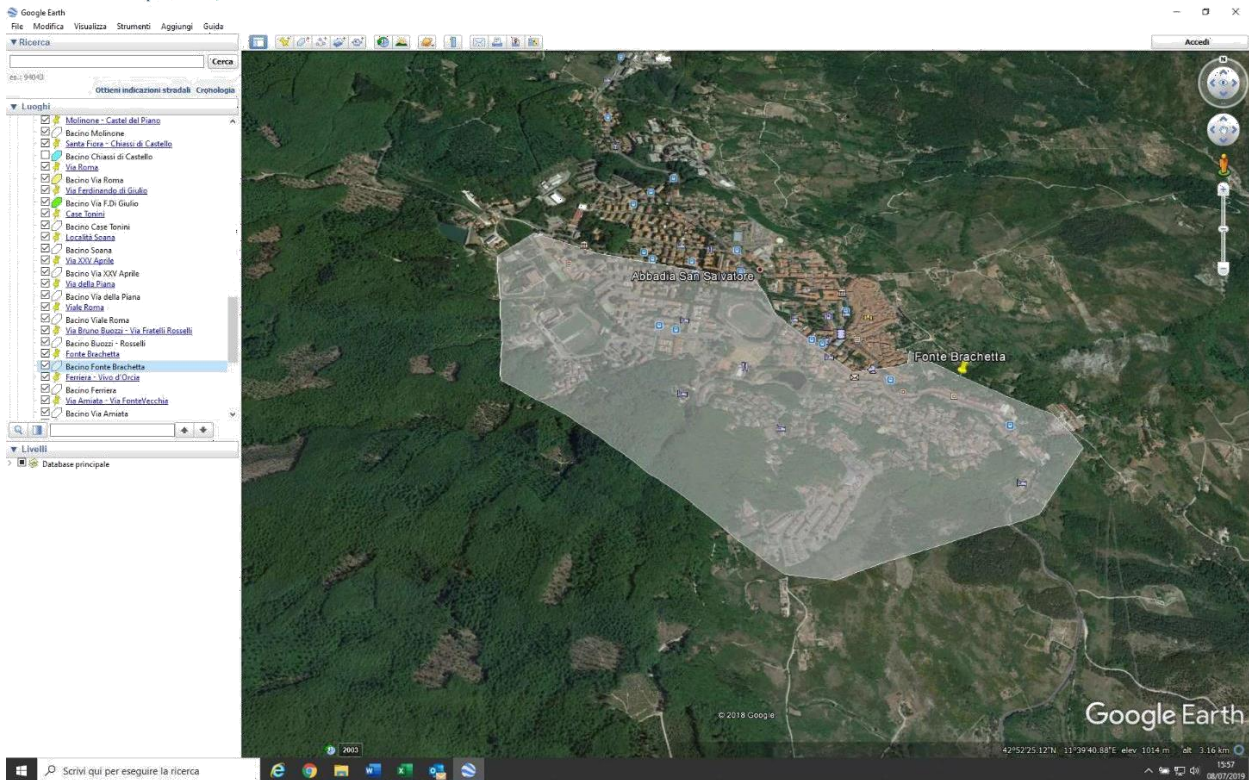 Google Earth
File Modifica Visualizza Strumenti Aggiungi Guida
Ricerca
Cerca
es.: 94043
Ottieni indicazioni stradali Cronologia
Luoghi
Molinone - Castel del Piano
Bacino Molinone
Santa Fiora - Chiassi di Castello
Bacino Chiassi di Castello
Via Roma
Bacino Via Roma
Via Ferdinando di Giulio
Bacino Via F.Di Giulio
Case Tonini
Bacino Case Tonini
Località Soana
Bacino Soana
Via XXV Aprile
Bacino Via XXV Aprile
Via della Piana
Bacino Via della Piana
Viale Roma
Bacino Viale Roma
Via Bruno Buozzi - Via Fratelli Rosselli
Bacino Buozzi - Rosselli
Fonte Brachetta
Bacino Fonte Brachetta
Ferriera - Vivo d'Orcia
Bacino Ferriera
Via Amiata - Via FonteVecchia
Bacino Via Amiata
Livelli
Database principale
Accedi
N
Abbadia San Salvatore
Fonte Brachetta
© 2018 Google
Google Earth
2003
42°52'25.12"N 11°39'40.88"E elev 1014 m alt 3.16 km
Scrivi qui per eseguire la ricerca
15:57
08/07/2019